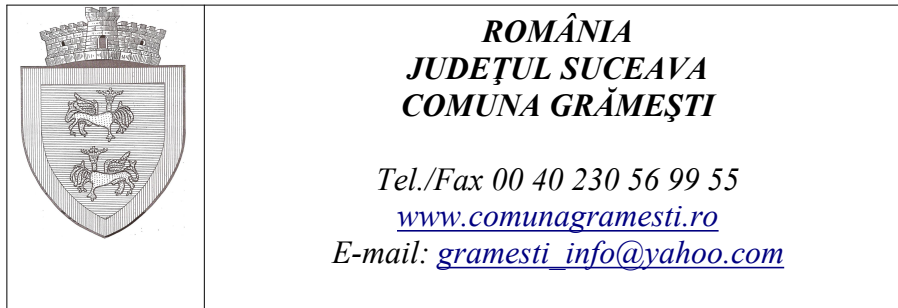 ROMÂNIA
JUDEŢUL SUCEAVA
COMUNA GRĂMEŞTI
Tel./Fax 00 40 230 56 99 55
www.comunagramesti.ro
E-mail: gramesti_info@yahoo.com